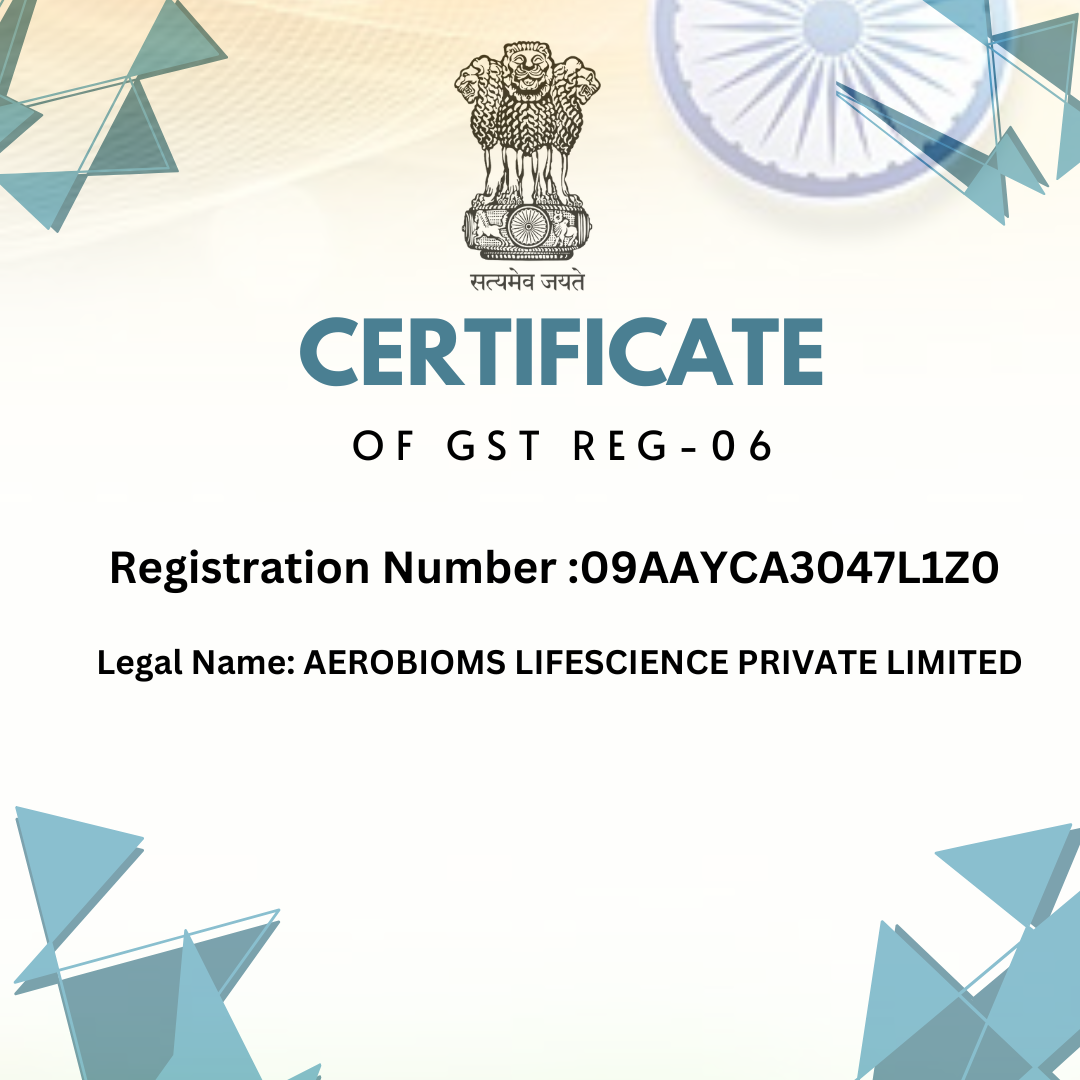 सत्यमेव जयते
CERTIFICATE
OF GST REG-06
Registration Number :09AAYCA3047L1Z0
Legal Name: AEROBIOMS LIFESCIENCE PRIVATE LIMITED